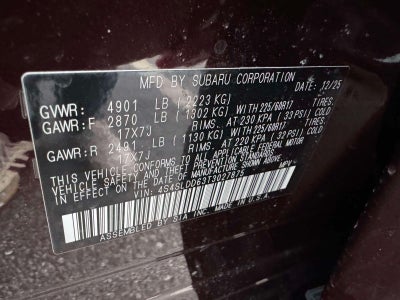 MFD BY SUBARU CORPORATION DATE: 12/25
GVWR: 4901 LB (2223 KG) TIRES.
GAWR:F 2870 LB (1302 KG) WITH 225/60R17
17X7J RIMS. AT 230 KPA ( 33 PSI) COLD TIRES.
GAWR:R 2491 LB (1130 KG) WITH 225/60R17
17X7J RIMS. AT 220 KPA ( 32 PSI) COLD
THIS VEHICLE CONFORMS TO ALL APPLICABLE FEDERAL MOTOR
VEHICLE SAFETY, BUMPER AND THEFT PREVENTION STANDARDS
IN EFFECT ON THE DATE OF MANUFACTURE SHOWN ABOVE.
VIN: MPV
ASSEMBLED BY SIA INC. MADE IN U.S.A.